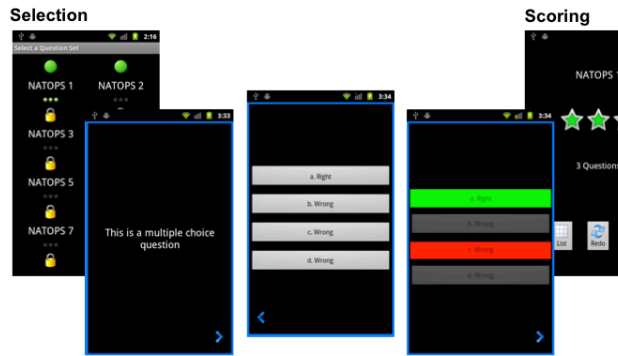 Selection
2:16
Select a Question Set
NATOPS 1
NATOPS 2
NATOPS 3
NATOPS 5
NATOPS 7
3:33
This is a multiple choice
question
3:34
a. Right
b. Wrong
c. Wrong
d. Wrong
3:34
a. Right
b. Wrong
c. Wrong
d. Wrong
Scoring
NATOPS 1
3 Questions
List
Redo